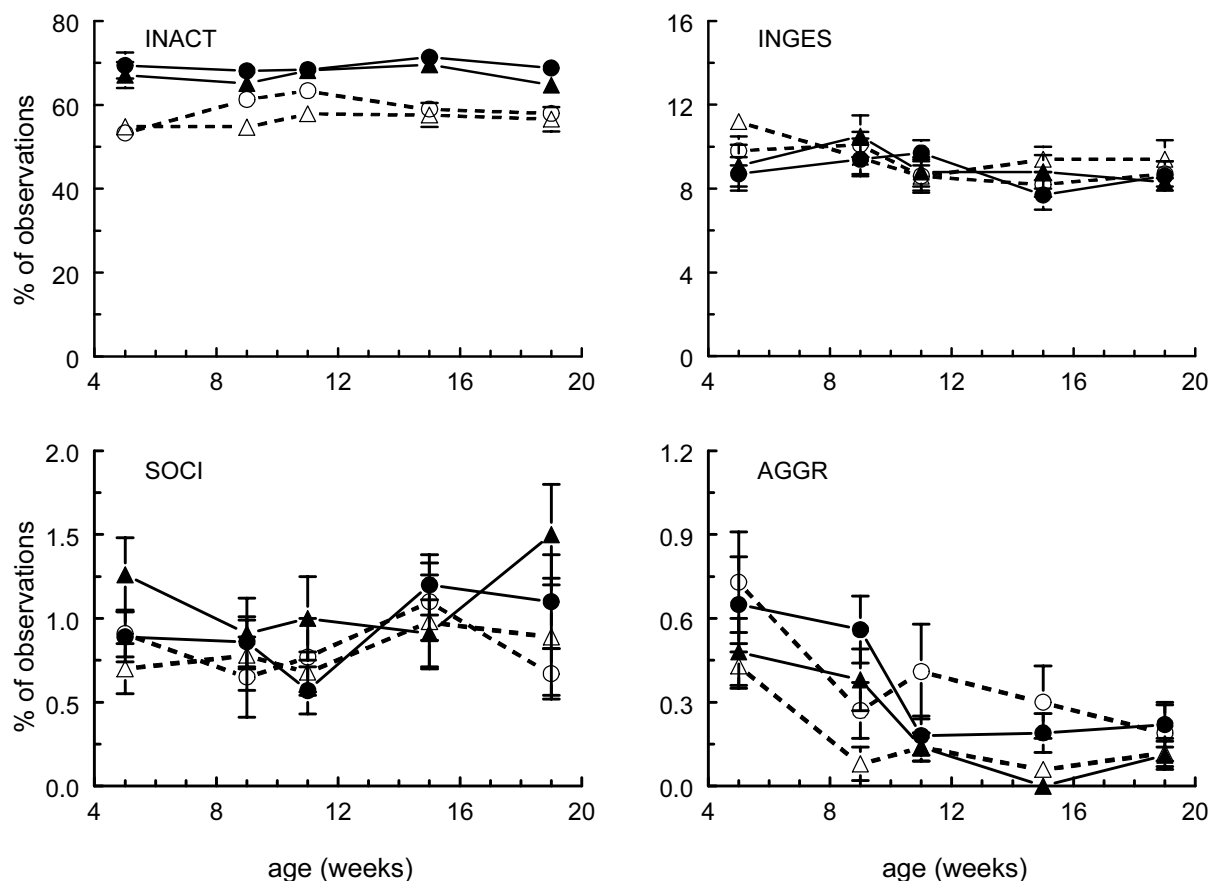 INACT
% of observations
80
60
40
20
0
4 8 12 16 20
INGES
16
12
8
4
0
4 8 12 16 20
SOCI
% of observations
2.0
1.5
1.0
0.5
0.0
4 8 12 16 20
age (weeks)
AGGR
1.2
0.9
0.6
0.3
0.0
4 8 12 16 20
age (weeks)